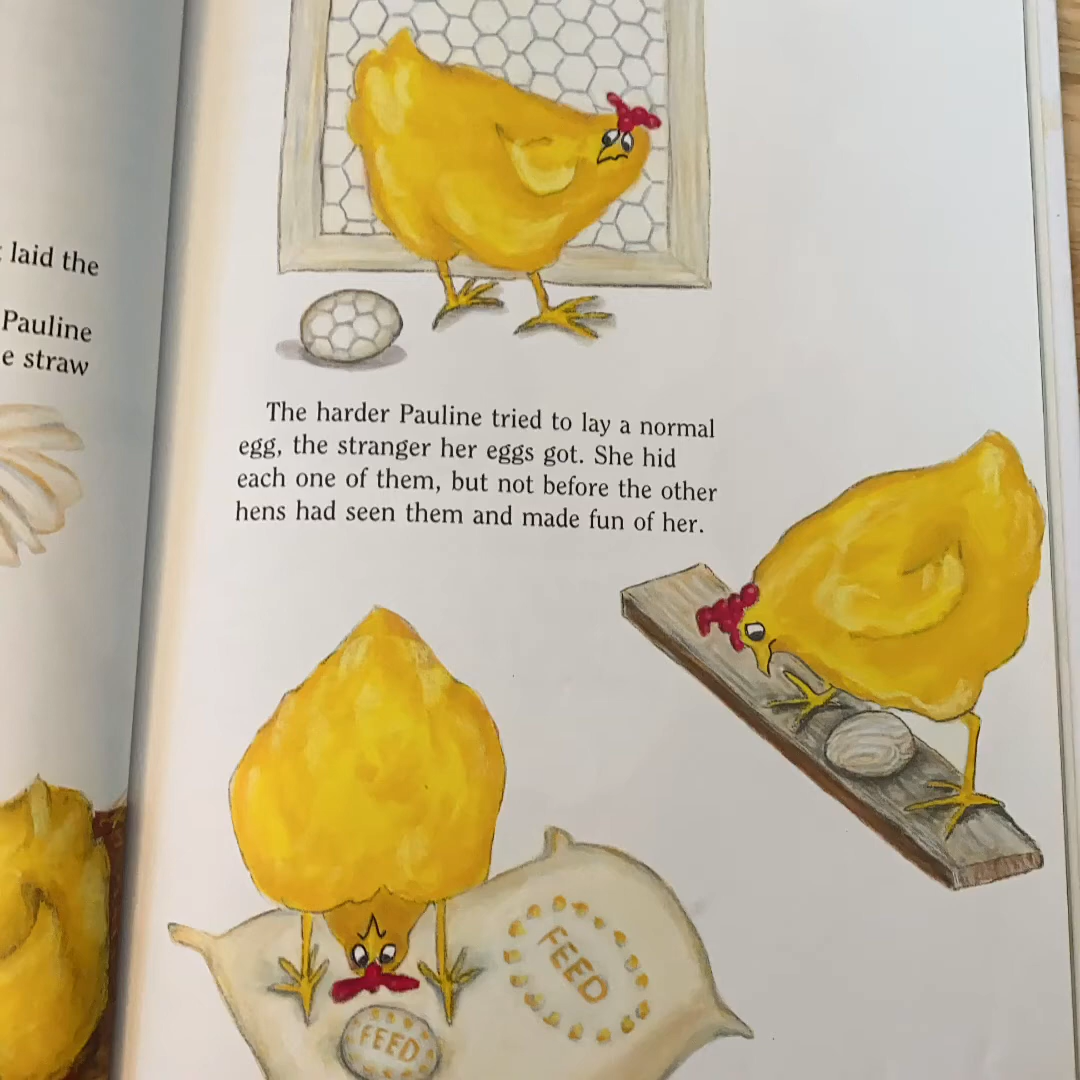 laid the
Pauline
e straw
The harder Pauline tried to lay a normal
egg, the stranger her eggs got. She hid
each one of them, but not before the other
hens had seen them and made fun of her.
FEED
FEED